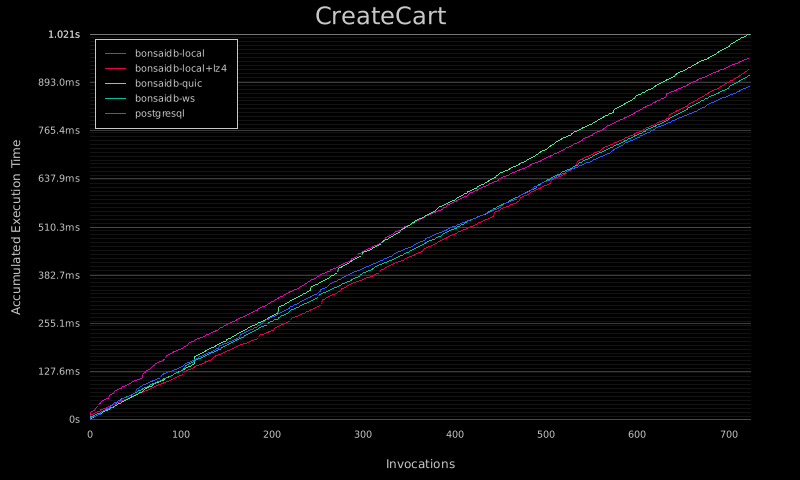 CreateCart
1.021s
893.0ms
765.4ms
637.9ms
510.3ms
382.7ms
255.1ms
127.6ms
0s
Accumulated Execution Time
bonsaidb-local
bonsaidb-local+lz4
bonsaidb-quic
bonsaidb-ws
postgresql
0 100 200 300 400 500 600 700
Invocations